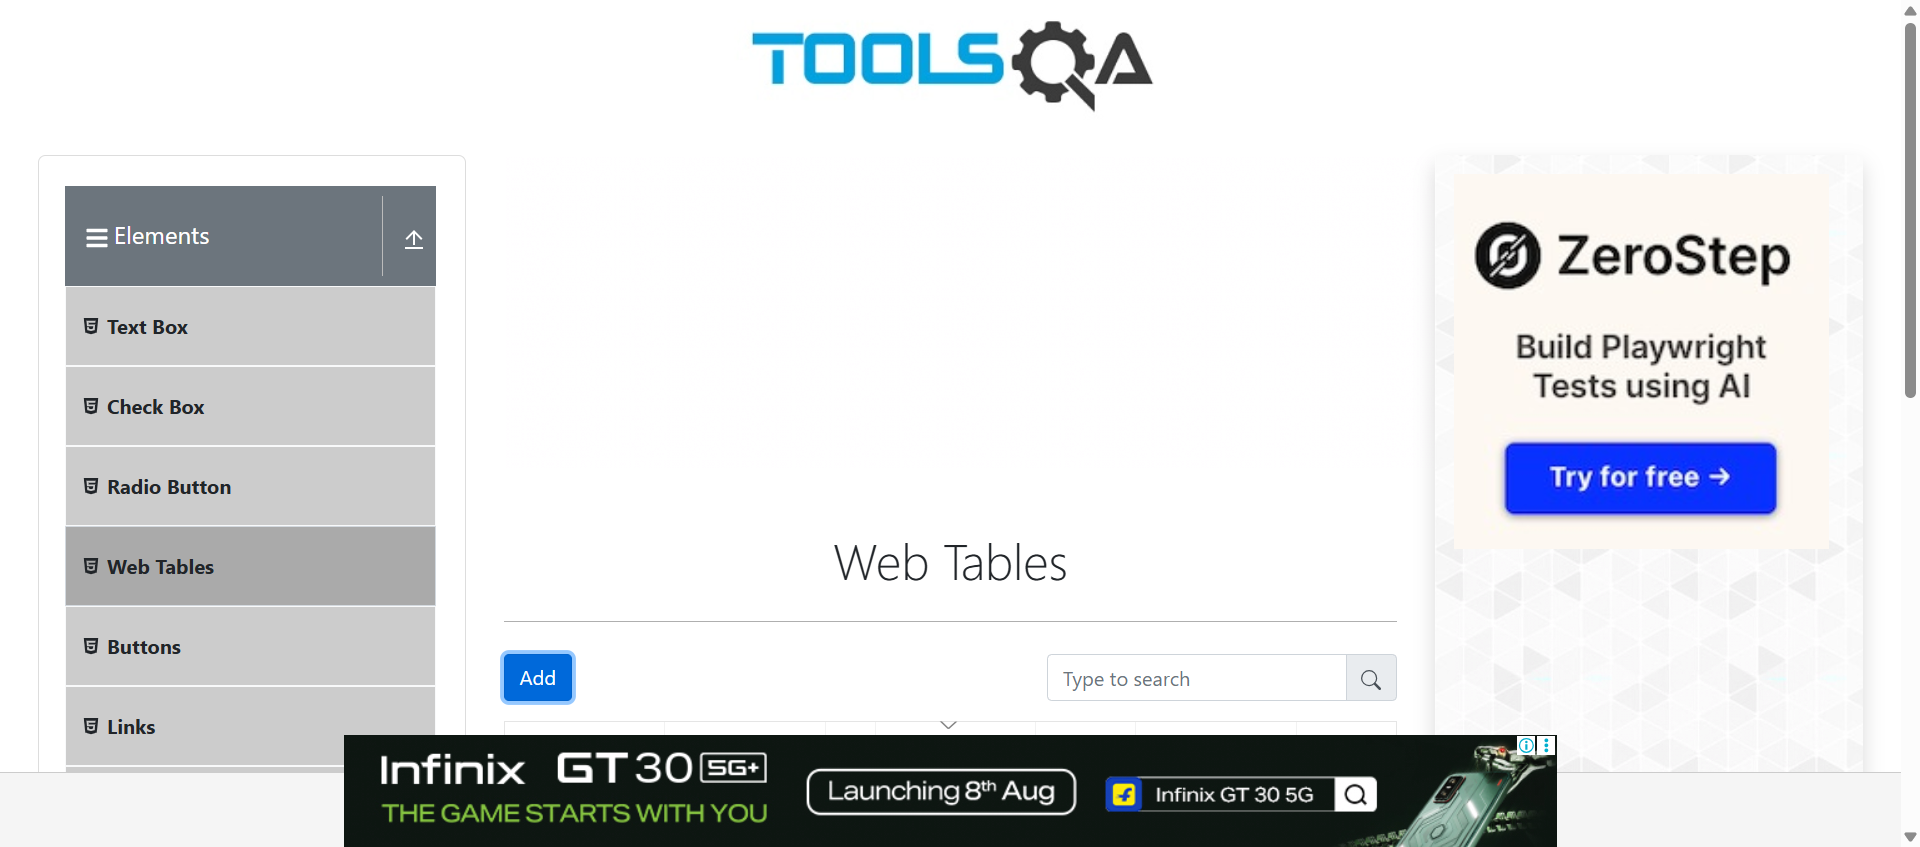 TOOLSQA
Elements
Text Box
Check Box
Radio Button
Web Tables
Buttons
Links
Web Tables
Add
Type to search
ZeroStep
Build Playwright
Tests using AI
Try for free →
Infinix GT 30 5G+
THE GAME STARTS WITH YOU
Launching 8th Aug
Infinix GT 30 5G